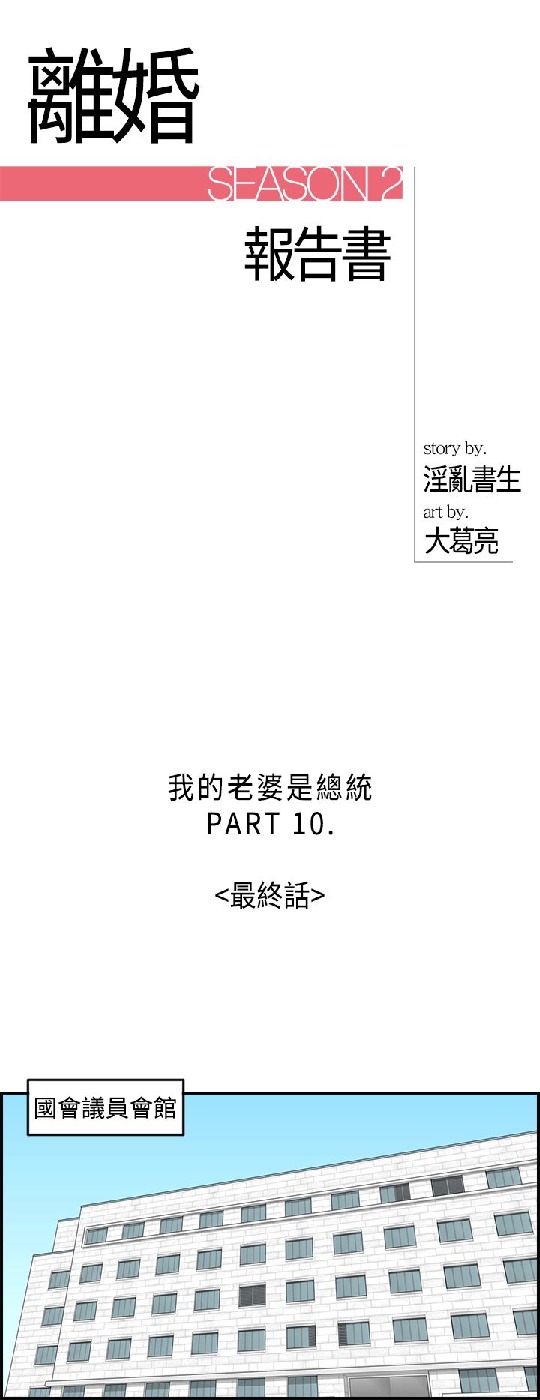 離婚
SEASON 2
報告書
story by.
淫亂書生
art by.
大葛亮
我的老婆是總統
PART 10.
<最終話>
國會議員會館